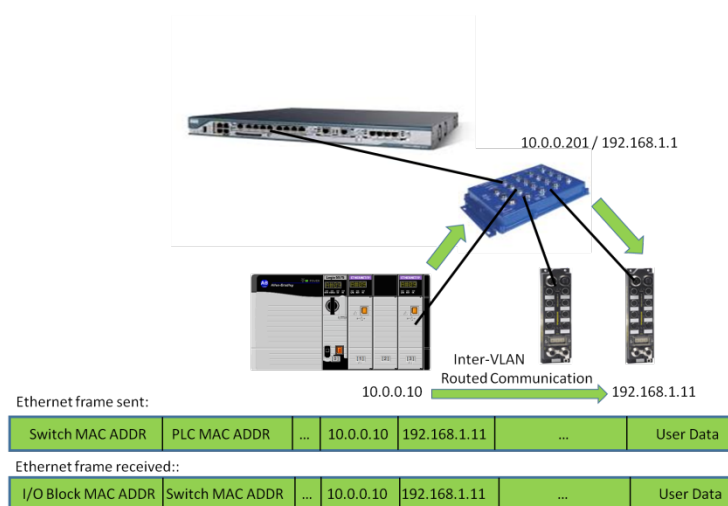 10.0.0.201 / 192.168.1.1
Inter-VLAN
Routed Communication
10.0.0.10
192.168.1.11
Ethernet frame sent:
Switch MAC ADDR PLC MAC ADDR ... 10.0.0.10 192.168.1.11 ... User Data
Ethernet frame received::
I/O Block MAC ADDR Switch MAC ADDR ... 10.0.0.10 192.168.1.11 ... User Data